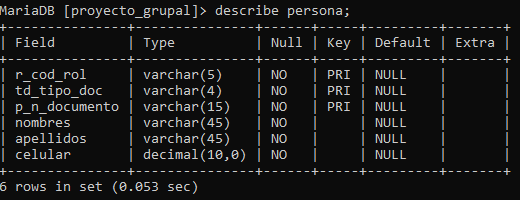 MariaDB [proyecto_grupal]> describe persona;
+---------------+---------------+------+-----+---------+-------+
| Field         | Type          | Null | Key | Default | Extra |
+---------------+---------------+------+-----+---------+-------+
| r_cod_rol     | varchar(5)    | NO   | PRI | NULL    |       |
| td_tipo_doc   | varchar(4)    | NO   | PRI | NULL    |       |
| p_n_documento | varchar(15)   | NO   | PRI | NULL    |       |
| nombres       | varchar(45)   | NO   |     | NULL    |       |
| apellidos     | varchar(45)   | NO   |     | NULL    |       |
| celular       | decimal(10,0) | NO   |     | NULL    |       |
+---------------+---------------+------+-----+---------+-------+
6 rows in set (0.053 sec)